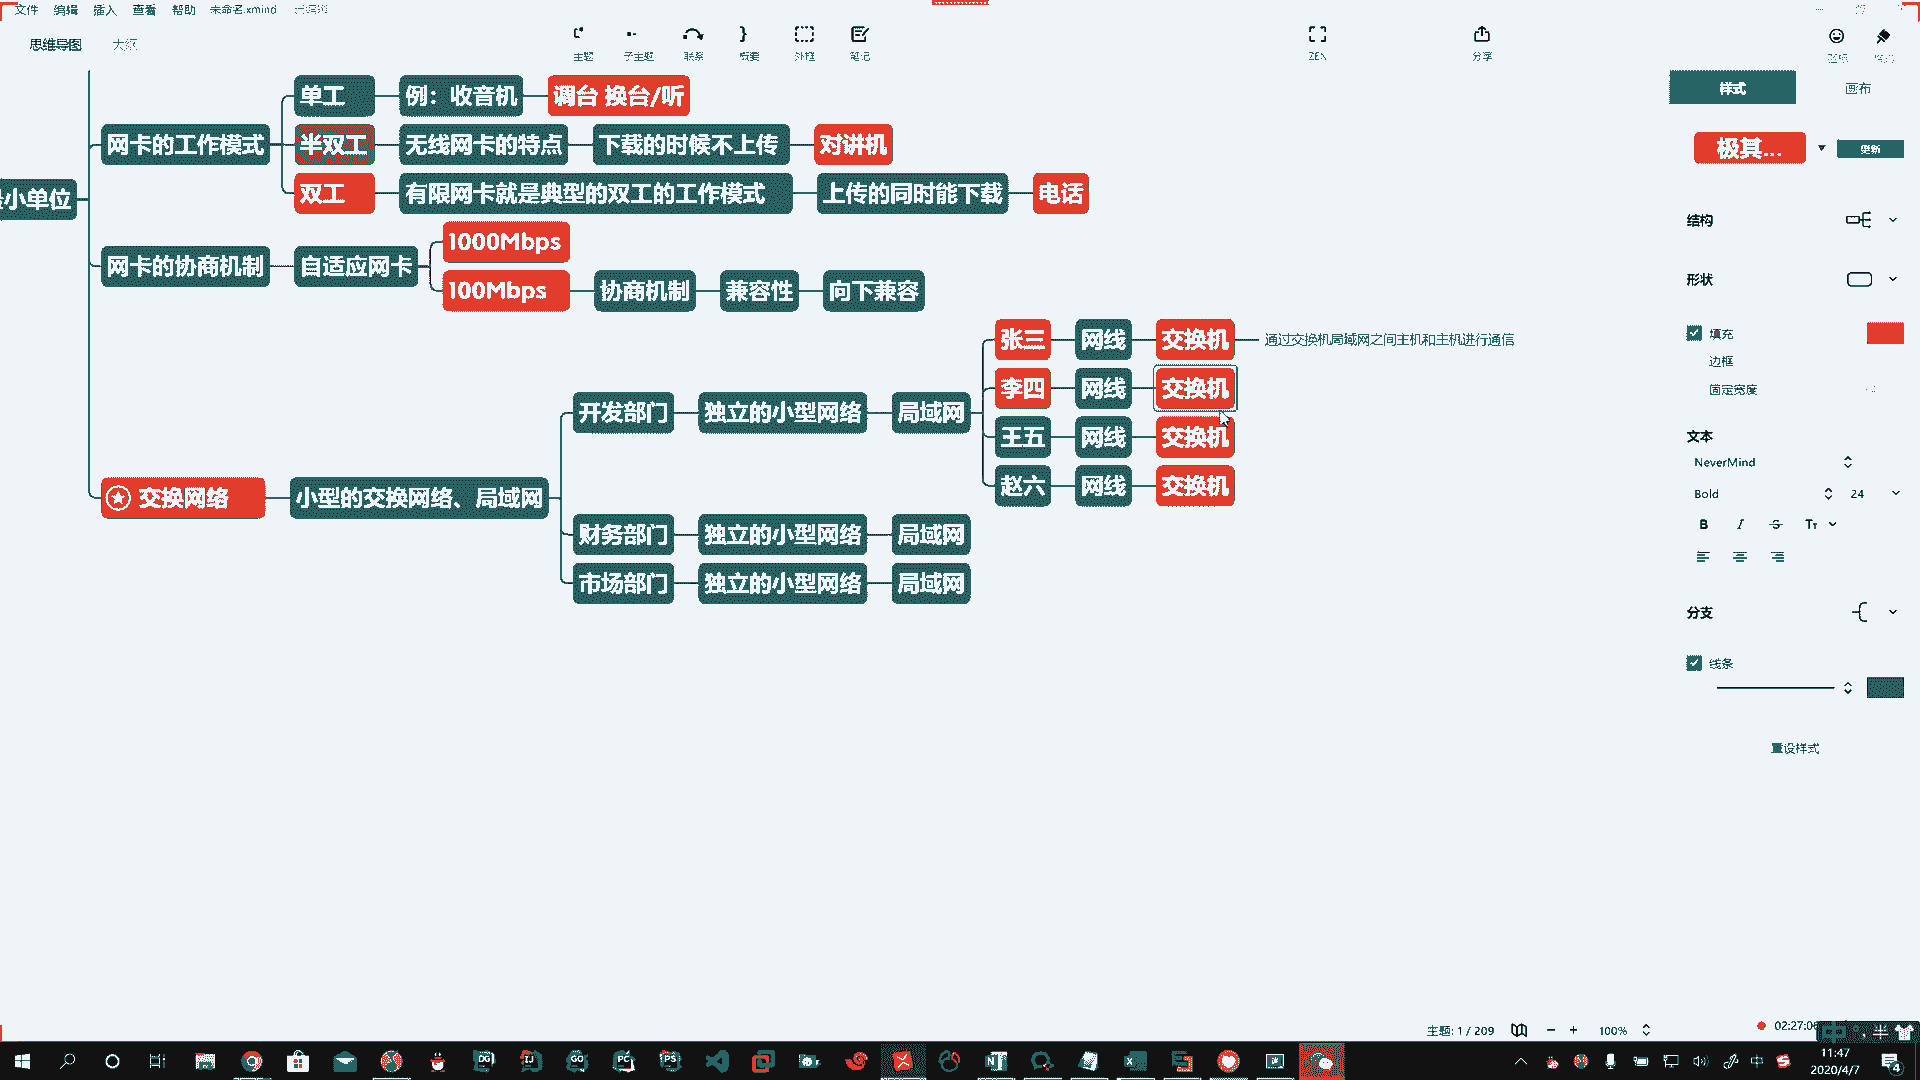 文件 编辑 插入 查看 帮助 未命名.xmind
思维导图 大纲
主题 子主题 联系 概要 外框 笔记 ZEN 分享
样式 画布
极其... 更新
结构
形状
填充
边框
固定宽度
文本
NeverMind
Bold 24
B I S Tт
分支
线条
重设样式
小单位
网卡的工作模式
单工 例：收音机 调台 换台/听
半双工 无线网卡的特点 下载的时候不上传 对讲机
双工 有限网卡就是典型的双工的工作模式 上传的同时能下载 电话
网卡的协商机制 自适应网卡
1000Mbps
100Mbps 协商机制 兼容性 向下兼容
交换网络 小型的交换网络、局域网
开发部门 独立的小型网络 局域网
张三 网线 交换机 通过交换机局域网之间主机和主机进行通信
李四 网线 交换机
王五 网线 交换机
赵六 网线 交换机
财务部门 独立的小型网络 局域网
市场部门 独立的小型网络 局域网
主题: 1 / 209 100%
中
半
11:47
2020/4/7
4